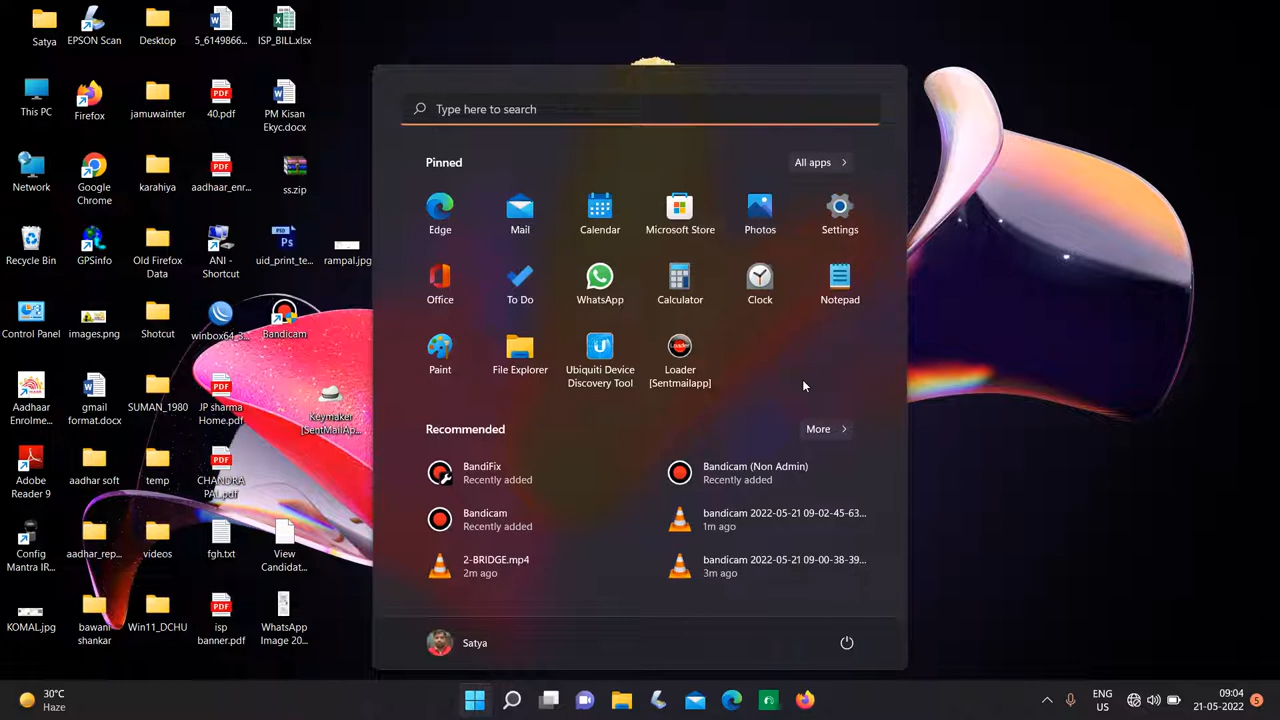 Satya
EPSON Scan
Desktop
5_6149866...
ISP_BILL.xlsx
This PC
Firefox
jamuwainter
40.pdf
PM Kisan
Ekyc.docx
Network
Google
Chrome
karahiya
aadhaar_enr...
ss.zip
Recycle Bin
GPSinfo
Old Firefox
Data
ANI -
Shortcut
uid_print_te...
rampal.jpg
Control Panel
images.png
Shotcut
winbox64_3...
Bandicam
Aadhaar
Enrolme...
gmail
format.docx
SUMAN_1980
JP sharma
Home.pdf
Keymaker
[SentMailAp...
Adobe
Reader 9
aadhar soft
temp
CHANDRA
PAL.pdf
Config
Mantra IR...
aadhar_rep...
videos
fgh.txt
View
Candidat...
KOMAL.jpg
bawani
shankar
Win11_DCHU
isp
banner.pdf
WhatsApp
Image 20...
Type here to search
Pinned
All apps
Edge
Mail
Calendar
Microsoft Store
Photos
Settings
Office
To Do
WhatsApp
Calculator
Clock
Notepad
Paint
File Explorer
Ubiquiti Device
Discovery Tool
Loader
[Sentmailapp]
Recommended
More
BandiFix
Recently added
Bandicam (Non Admin)
Recently added
Bandicam
Recently added
bandicam 2022-05-21 09-02-45-63...
1m ago
2-BRIDGE.mp4
2m ago
bandicam 2022-05-21 09-00-38-39...
3m ago
Satya
30°C
Haze
ENG
US
09:04
21-05-2022
5